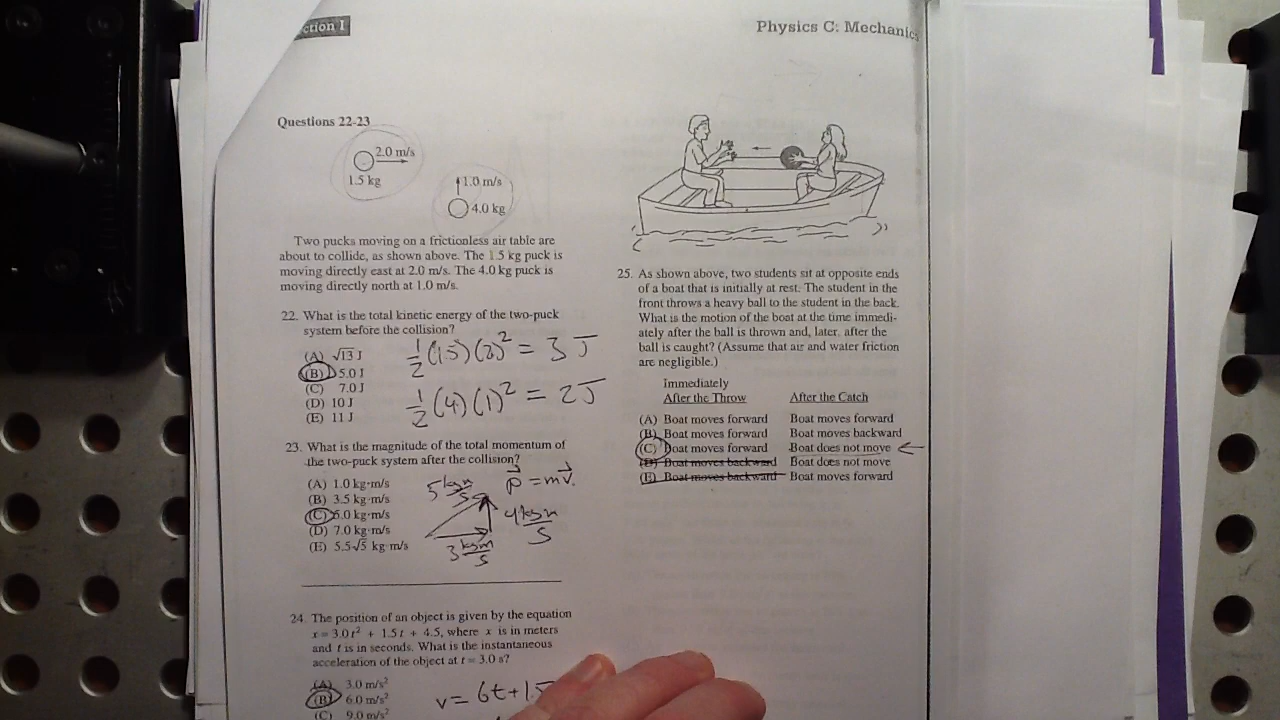 ction I
Physics C: Mechanics
Questions 22-23
2.0 m/s
1.5 kg
1.0 m/s
4.0 kg
Two pucks moving on a frictionless air table are
about to collide, as shown above. The 1.5 kg puck is
moving directly east at 2.0 m/s. The 4.0 kg puck is
moving directly north at 1.0 m/s.
22. What is the total kinetic energy of the two-puck
system before the collision?
(A) √13 J
(B) 5.0 J
(C) 7.0 J
(D) 10 J
(E) 11 J
1/2 (1.5)(2)² = 3 J
1/2 (4)(1)² = 2 J
23. What is the magnitude of the total momentum of
the two-puck system after the collision?
(A) 1.0 kg·m/s
(B) 3.5 kg·m/s
(C) 5.0 kg·m/s
(D) 7.0 kg·m/s
(E) 5.5√5 kg·m/s
5 kgm/s
p = mv
4 kgm/s
3 kgm/s
24. The position of an object is given by the equation
x = 3.0t² + 1.5t + 4.5, where x is in meters
and t is in seconds. What is the instantaneous
acceleration of the object at t = 3.0 s?
(A) 3.0 m/s²
(B) 6.0 m/s²
(C) 9.0 m/s²
v = 6t + 1.5
25. As shown above, two students sit at opposite ends
of a boat that is initially at rest. The student in the
front throws a heavy ball to the student in the back.
What is the motion of the boat at the time immedi-
ately after the ball is thrown and, later, after the
ball is caught? (Assume that air and water friction
are negligible.)
Immediately
After the Throw After the Catch
(A) Boat moves forward Boat moves forward
(B) Boat moves forward Boat moves backward
(C) Boat moves forward Boat does not move
(D) Boat moves backward Boat does not move
(E) Boat moves backward Boat moves forward